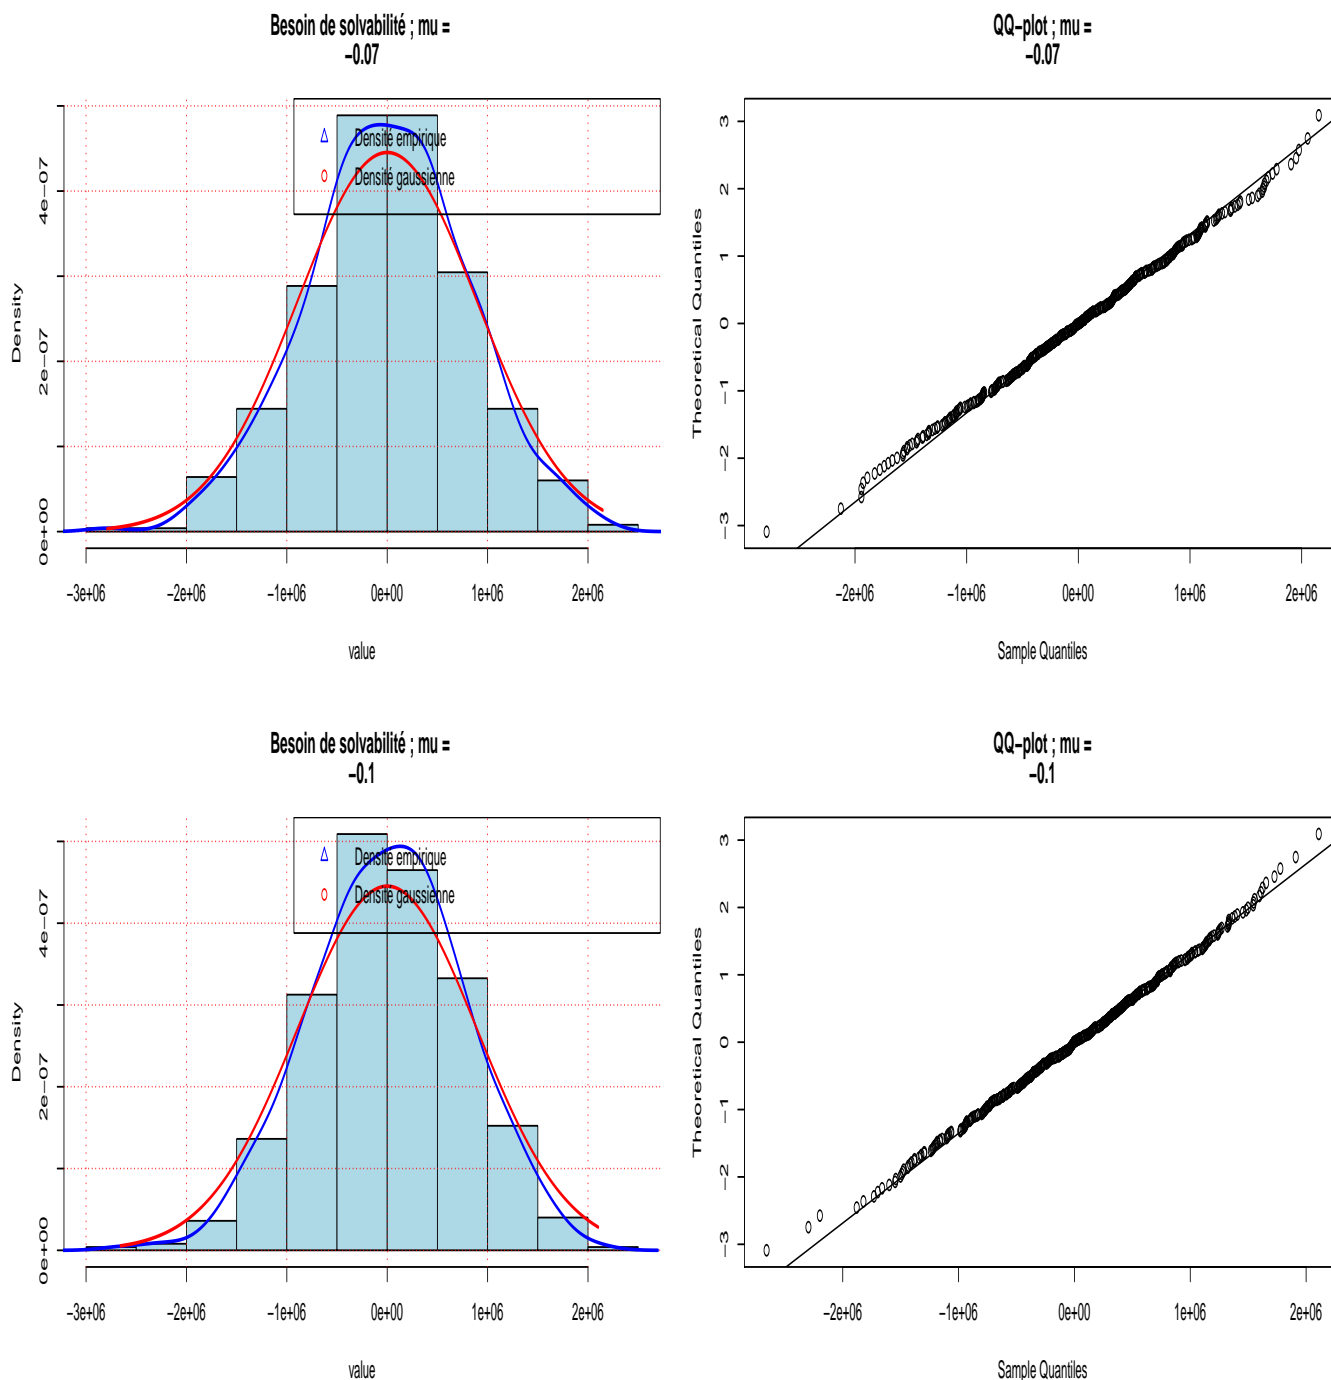 Besoin de solvabilité ; mu =
−0.07
Densité empirique
Densité gaussienne
Density
0e+00
2e−07
4e−07
−3e+06
−2e+06
−1e+06
0e+00
1e+06
2e+06
value
QQ−plot ; mu =
−0.07
Theoretical Quantiles
−3
−2
−1
0
1
2
3
−2e+06
−1e+06
0e+00
1e+06
2e+06
Sample Quantiles
Besoin de solvabilité ; mu =
−0.1
Densité empirique
Densité gaussienne
Density
0e+00
2e−07
4e−07
−3e+06
−2e+06
−1e+06
0e+00
1e+06
2e+06
value
QQ−plot ; mu =
−0.1
Theoretical Quantiles
−3
−2
−1
0
1
2
3
−2e+06
−1e+06
0e+00
1e+06
2e+06
Sample Quantiles